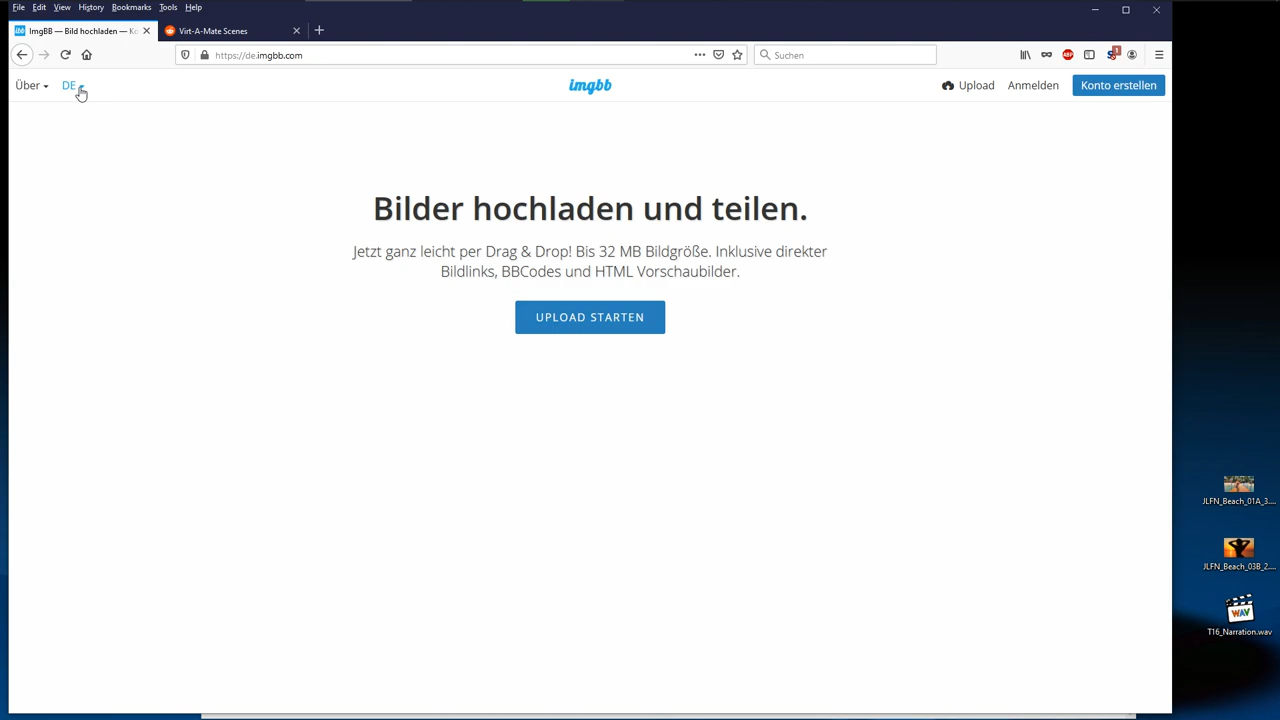 File Edit View History Bookmarks Tools Help
ImgBB — Bild hochladen — Ko
Virt-A-Mate Scenes
https://de.imgbb.com
Suchen
ABP
1
Über
DE
imgbb
Upload
Anmelden
Konto erstellen
Bilder hochladen und teilen.
Jetzt ganz leicht per Drag & Drop! Bis 32 MB Bildgröße. Inklusive direkter
Bildlinks, BBCodes und HTML Vorschaubilder.
UPLOAD STARTEN
JLFN_Beach_01A_3....
JLFN_Beach_03B_2....
WAV
T16_Narration.wav